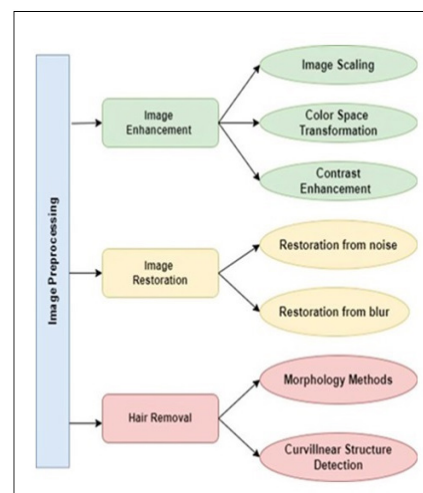 Image Preprocessing
Image
Enhancement
Image Scaling
Color Space
Transformation
Contrast
Enhancement
Image
Restoration
Restoration from noise
Restoration from blur
Hair Removal
Morphology Methods
Curvillnear Structure
Detection